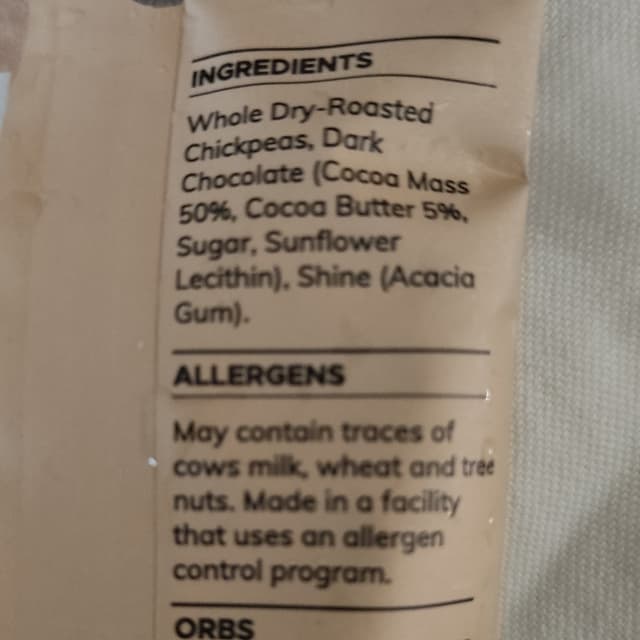 INGREDIENTS
Whole Dry-Roasted
Chickpeas, Dark
Chocolate (Cocoa Mass
50%, Cocoa Butter 5%,
Sugar, Sunflower
Lecithin), Shine (Acacia
Gum).
ALLERGENS
May contain traces of
cows milk, wheat and tree
nuts. Made in a facility
that uses an allergen
control program.
ORBS